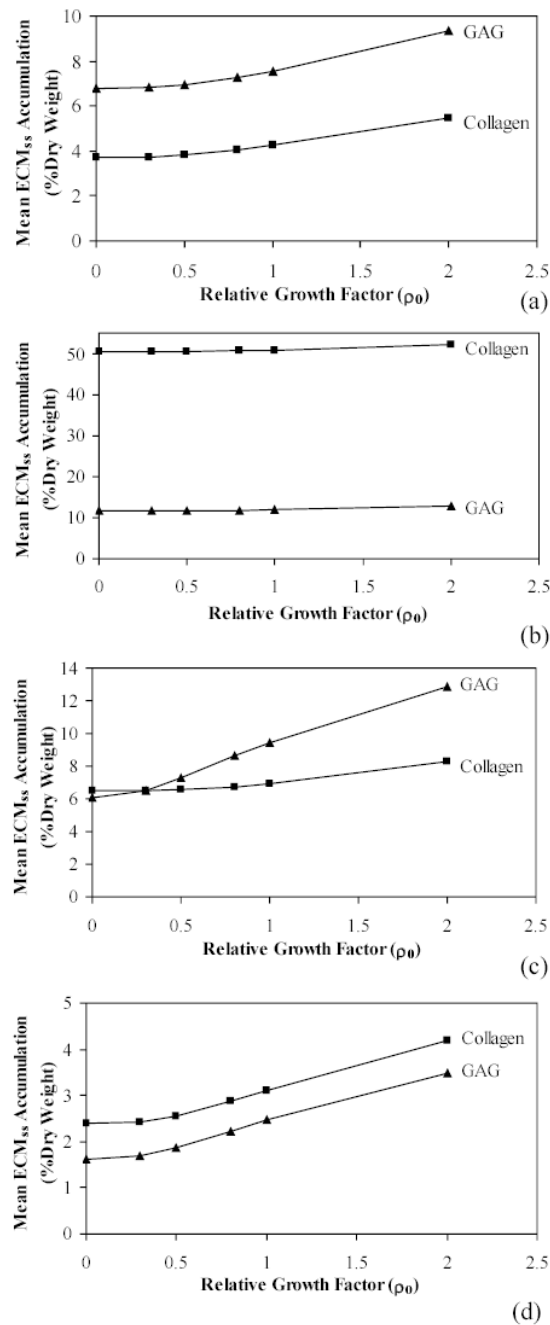 10
8
6
4
2
0
Mean ECMss Accumulation
(%Dry Weight)
GAG
Collagen
0 0.5 1 1.5 2 2.5
Relative Growth Factor (ρ0)
(a)
50
40
30
20
10
0
Mean ECMss Accumulation
(%Dry Weight)
Collagen
GAG
0 0.5 1 1.5 2 2.5
Relative Growth Factor (ρ0)
(b)
14
12
10
8
6
4
2
0
Mean ECMss Accumulation
(%Dry Weight)
GAG
Collagen
0 0.5 1 1.5 2 2.5
Relative Growth Factor (ρ0)
(c)
5
4
3
2
1
0
Mean ECMss Accumulation
(%Dry Weight)
Collagen
GAG
0 0.5 1 1.5 2 2.5
Relative Growth Factor (ρ0)
(d)